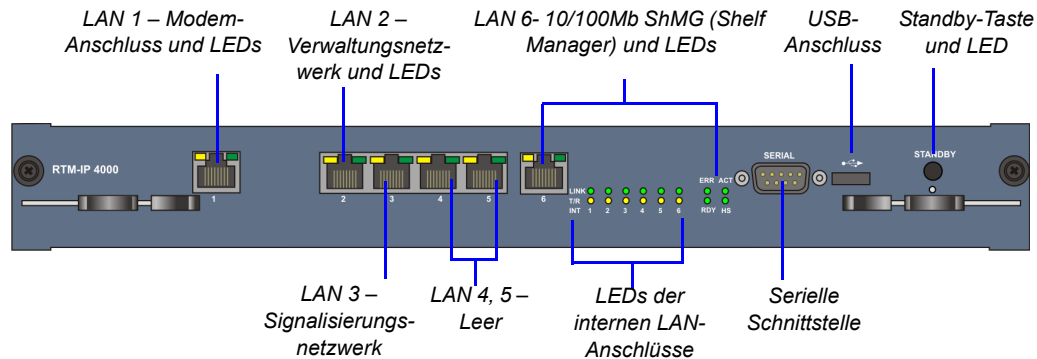 LAN 1 – Modem-
Anschluss und LEDs
LAN 2 –
Verwaltungsnetz-
werk und LEDs
LAN 6- 10/100Mb ShMG (Shelf
Manager) und LEDs
USB-
Anschluss
Standby-Taste
und LED
RTM-IP 4000
SERIAL
STANDBY
ERR ACT
LINK
T/R
RDY HS
INT 1 2 3 4 5 6
1
2 3 4 5
6
LAN 3 –
Signalisierungs-
netzwerk
LAN 4, 5 –
Leer
LEDs der
internen LAN-
Anschlüsse
Serielle
Schnittstelle